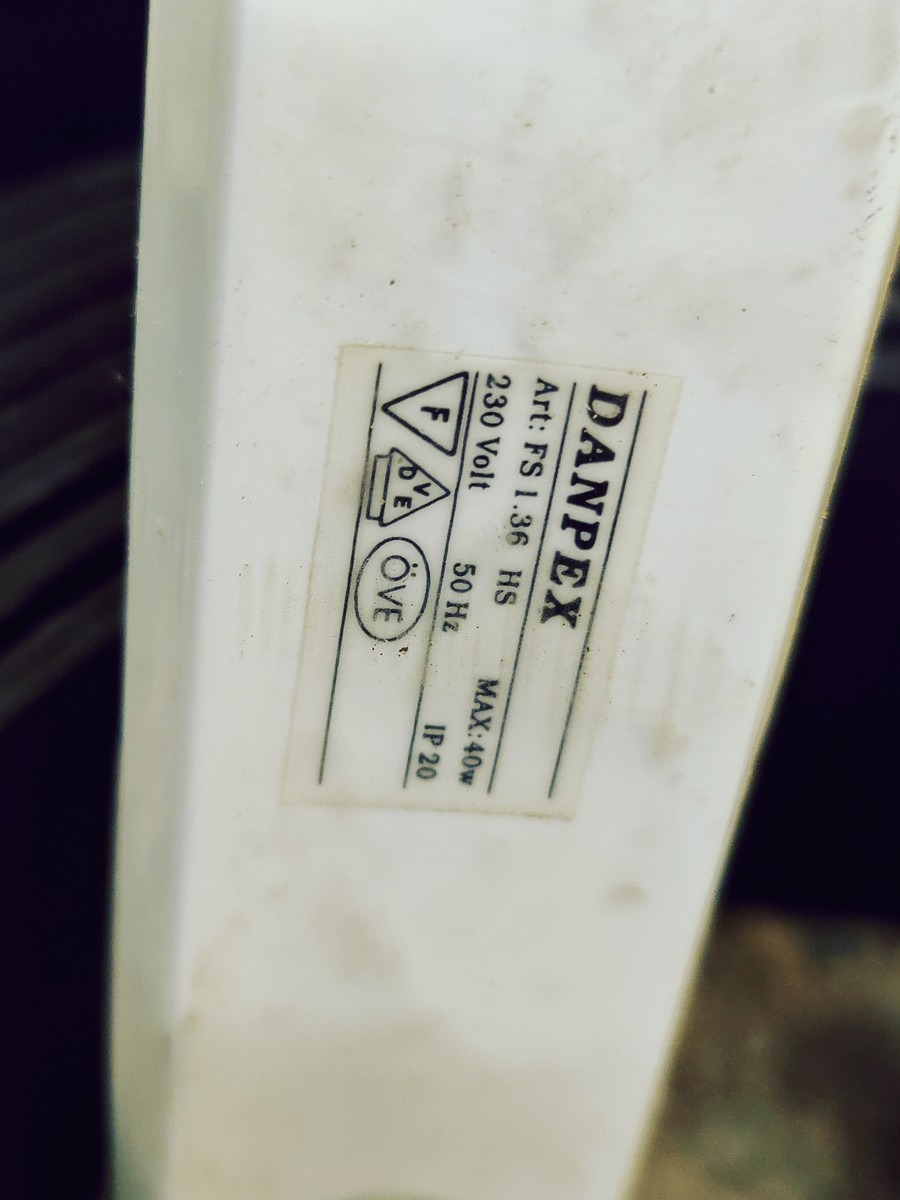 DANPEX
Art: FS 1.36 HS MAX:40w
230 Volt 50 Hz IP 20
F VDE ÖVE